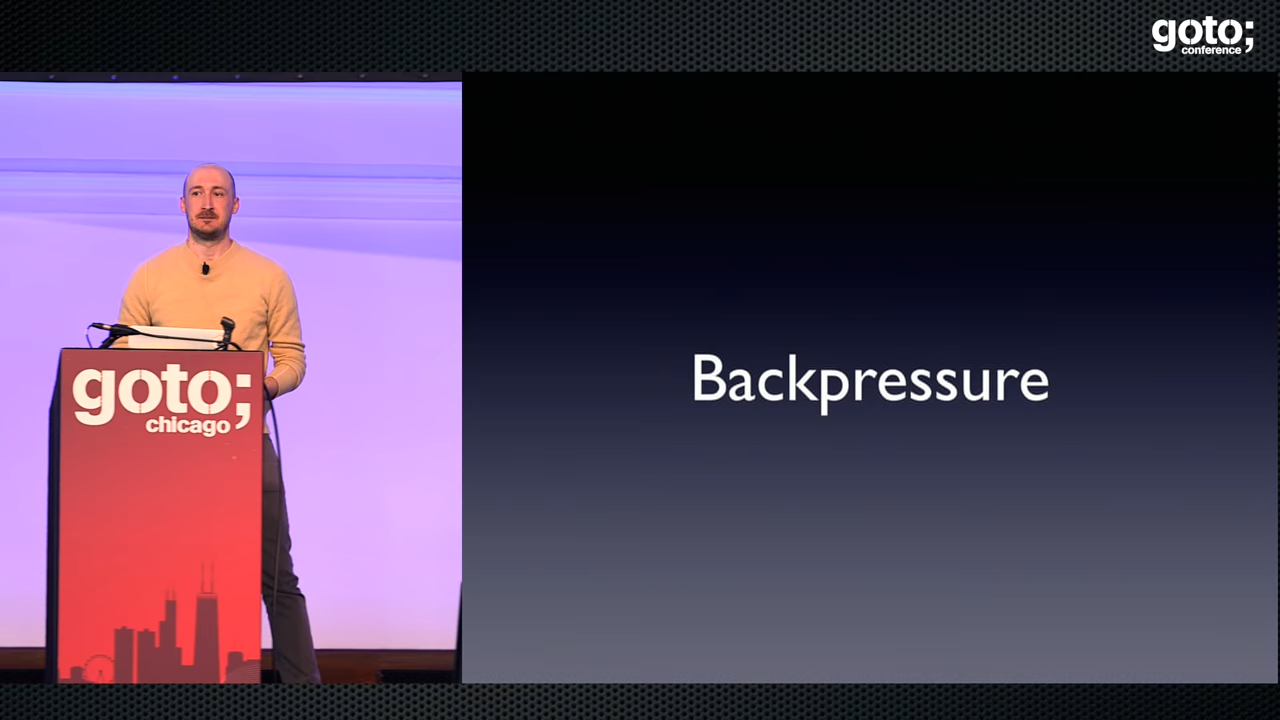 goto;
conference
goto;
chicago
Backpressure